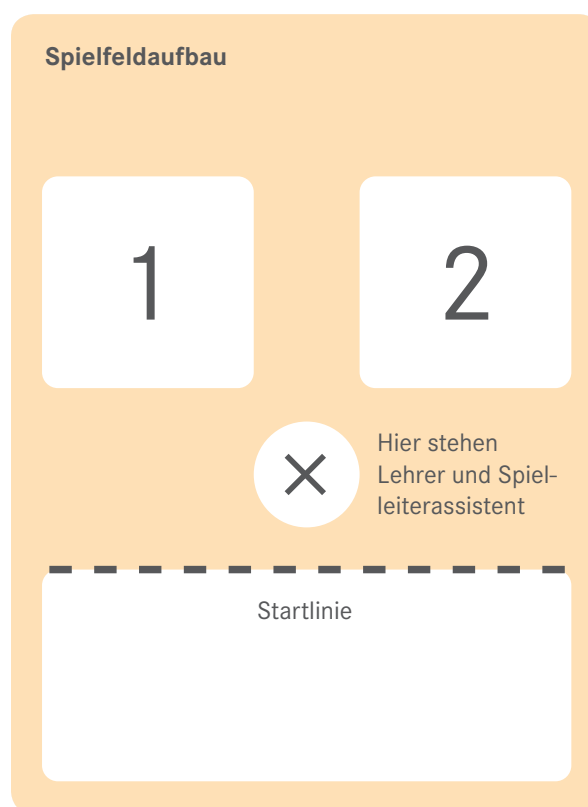 Spielfeldaufbau
1
2
Hier stehen
Lehrer und Spiel-
leiterassistent
Startlinie